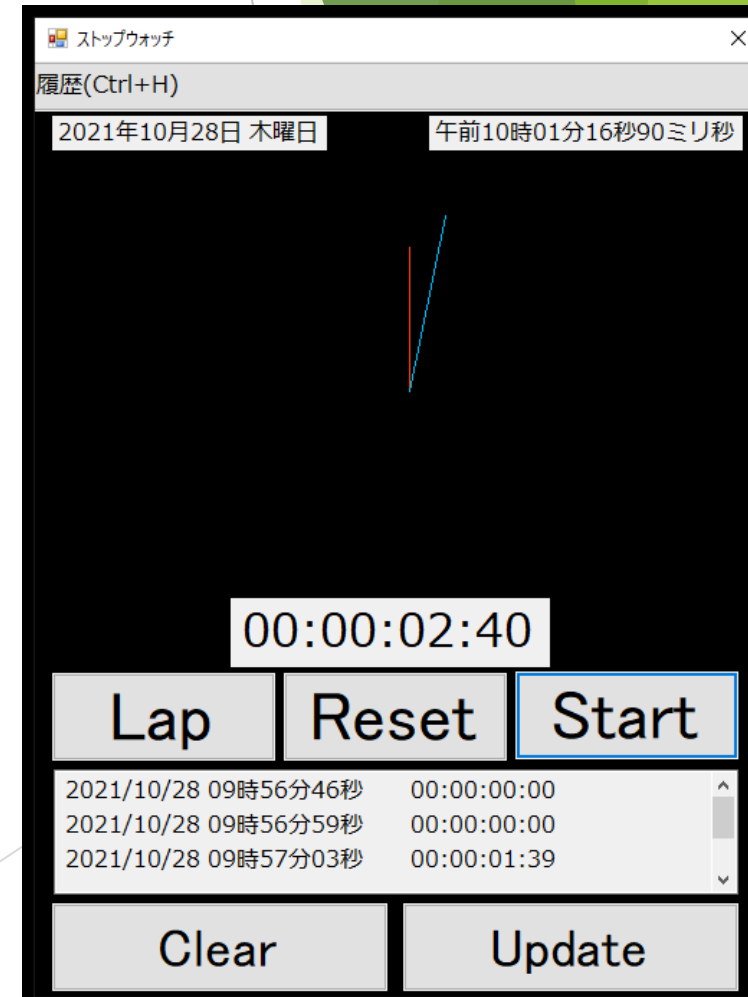 ストップウォッチ
履歴(Ctrl+H)
2021年10月28日 木曜日 午前10時01分16秒90ミリ秒
00:00:02:40
Lap Reset Start
2021/10/28 09時56分46秒 00:00:00:00
2021/10/28 09時56分59秒 00:00:00:00
2021/10/28 09時57分03秒 00:00:01:39
Clear Update